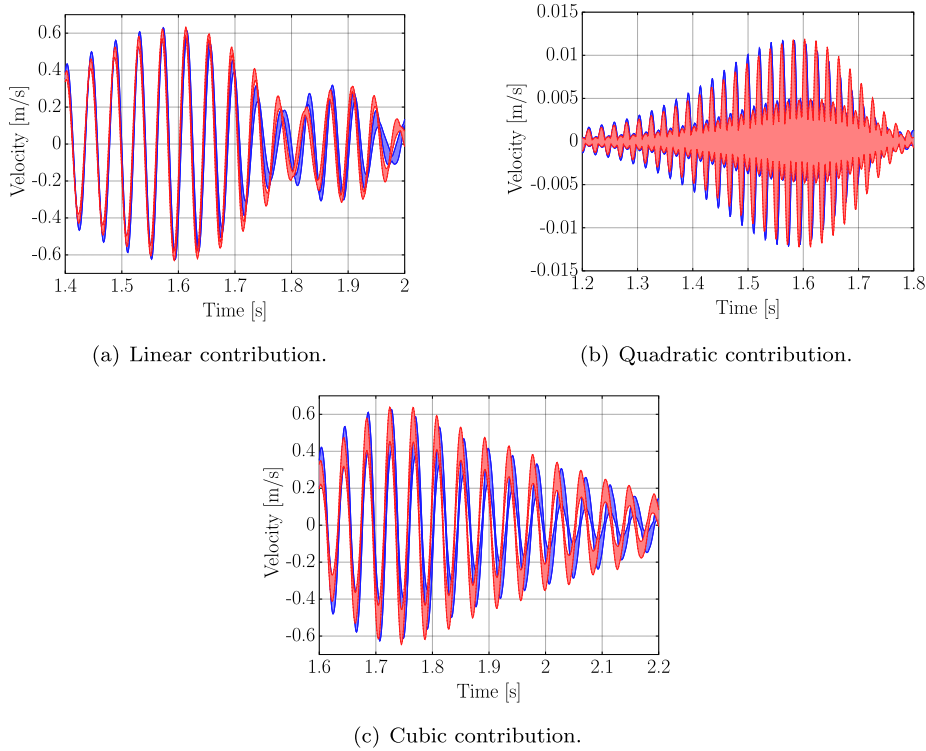 0.6
0.4
0.2
0
-0.2
-0.4
-0.6
Velocity [m/s]
1.4 1.5 1.6 1.7 1.8 1.9 2
Time [s]
(a) Linear contribution.
0.015
0.01
0.005
0
-0.005
-0.01
-0.015
Velocity [m/s]
1.2 1.3 1.4 1.5 1.6 1.7 1.8
Time [s]
(b) Quadratic contribution.
0.6
0.4
0.2
0
-0.2
-0.4
-0.6
Velocity [m/s]
1.6 1.7 1.8 1.9 2 2.1 2.2
Time [s]
(c) Cubic contribution.